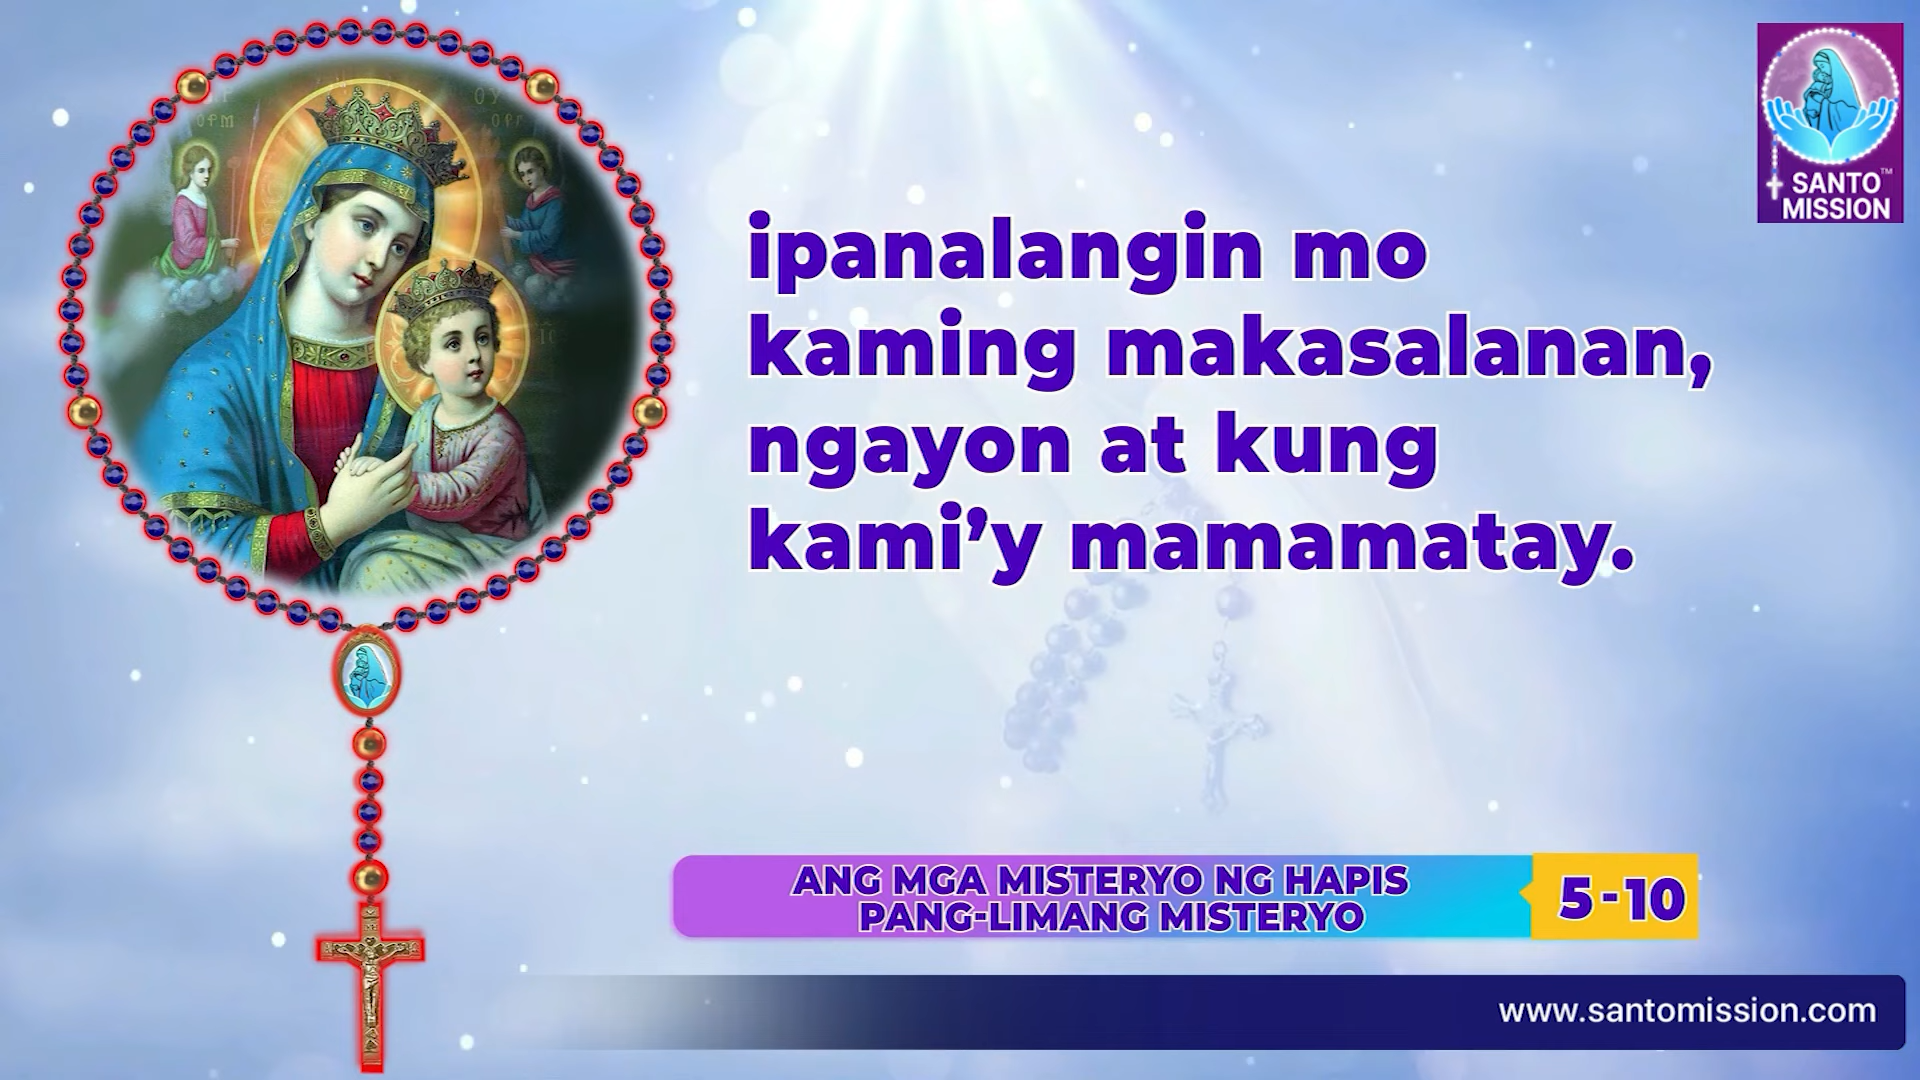 SANTO™
MISSION
ipanalangin mo
kaming makasalanan,
ngayon at kung
kami’y mamamatay.
ANG MGA MISTERYO NG HAPIS
PANG-LIMANG MISTERYO
5-10
www.santomission.com